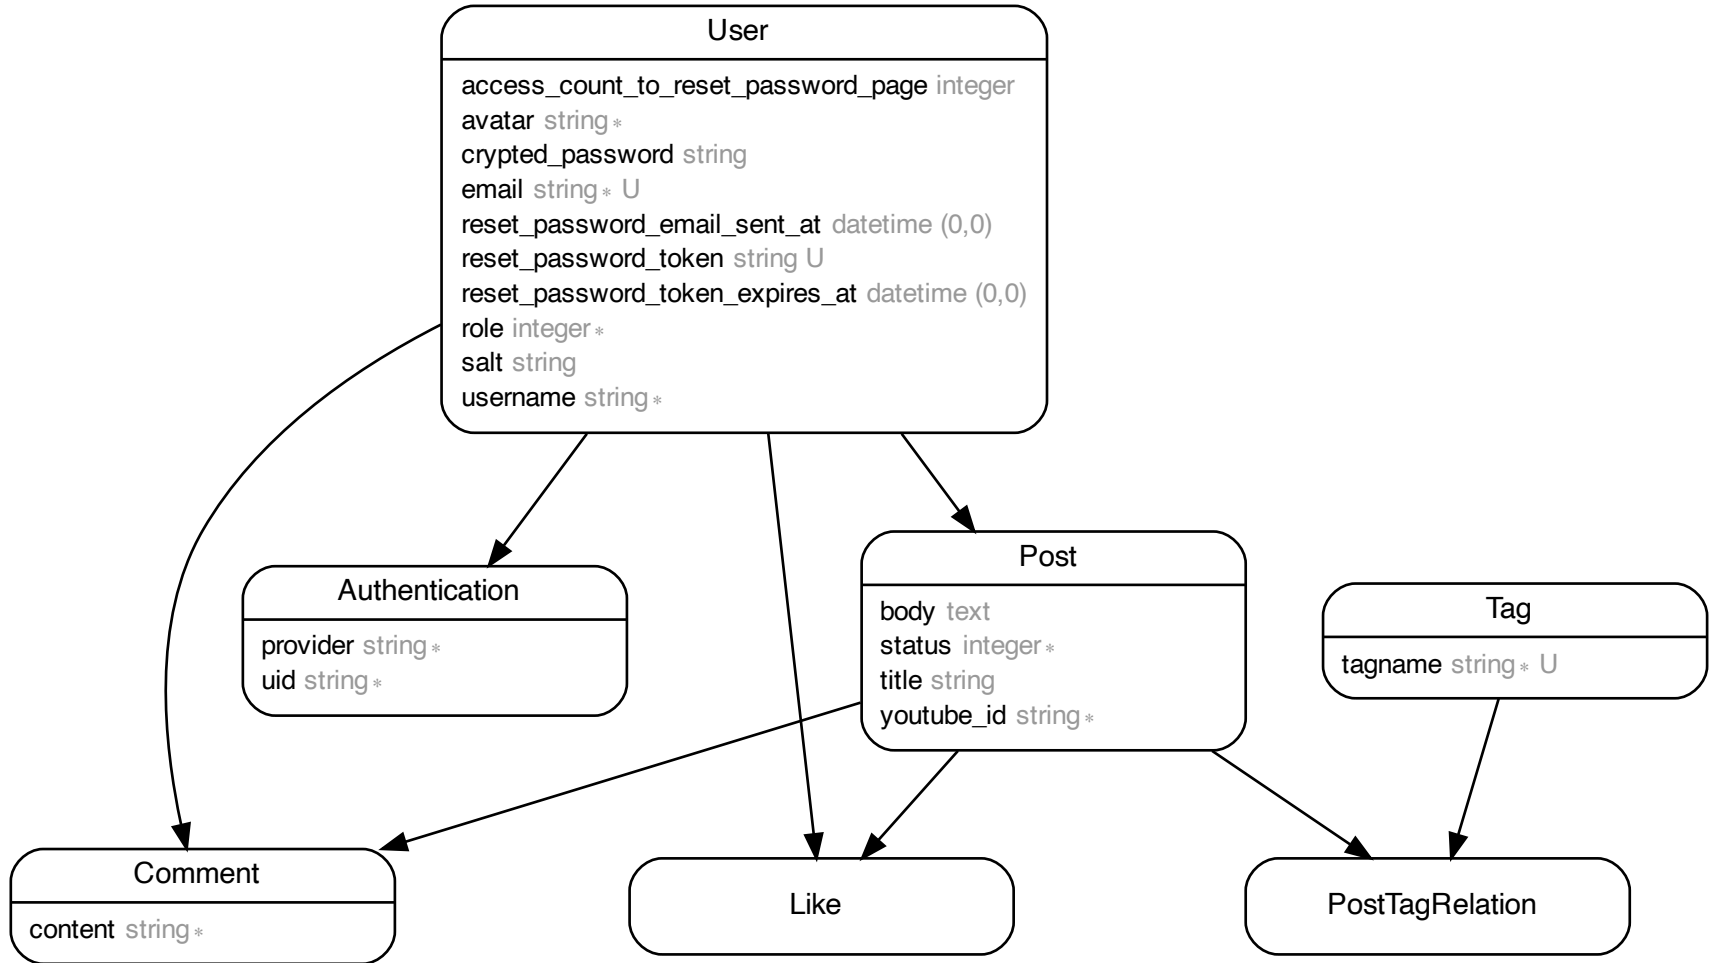 User
access_count_to_reset_password_page integer
avatar string *
crypted_password string
email string * U
reset_password_email_sent_at datetime (0,0)
reset_password_token string U
reset_password_token_expires_at datetime (0,0)
role integer *
salt string
username string *
Authentication
provider string *
uid string *
Post
body text
status integer *
title string
youtube_id string *
Tag
tagname string * U
Comment
content string *
Like
PostTagRelation